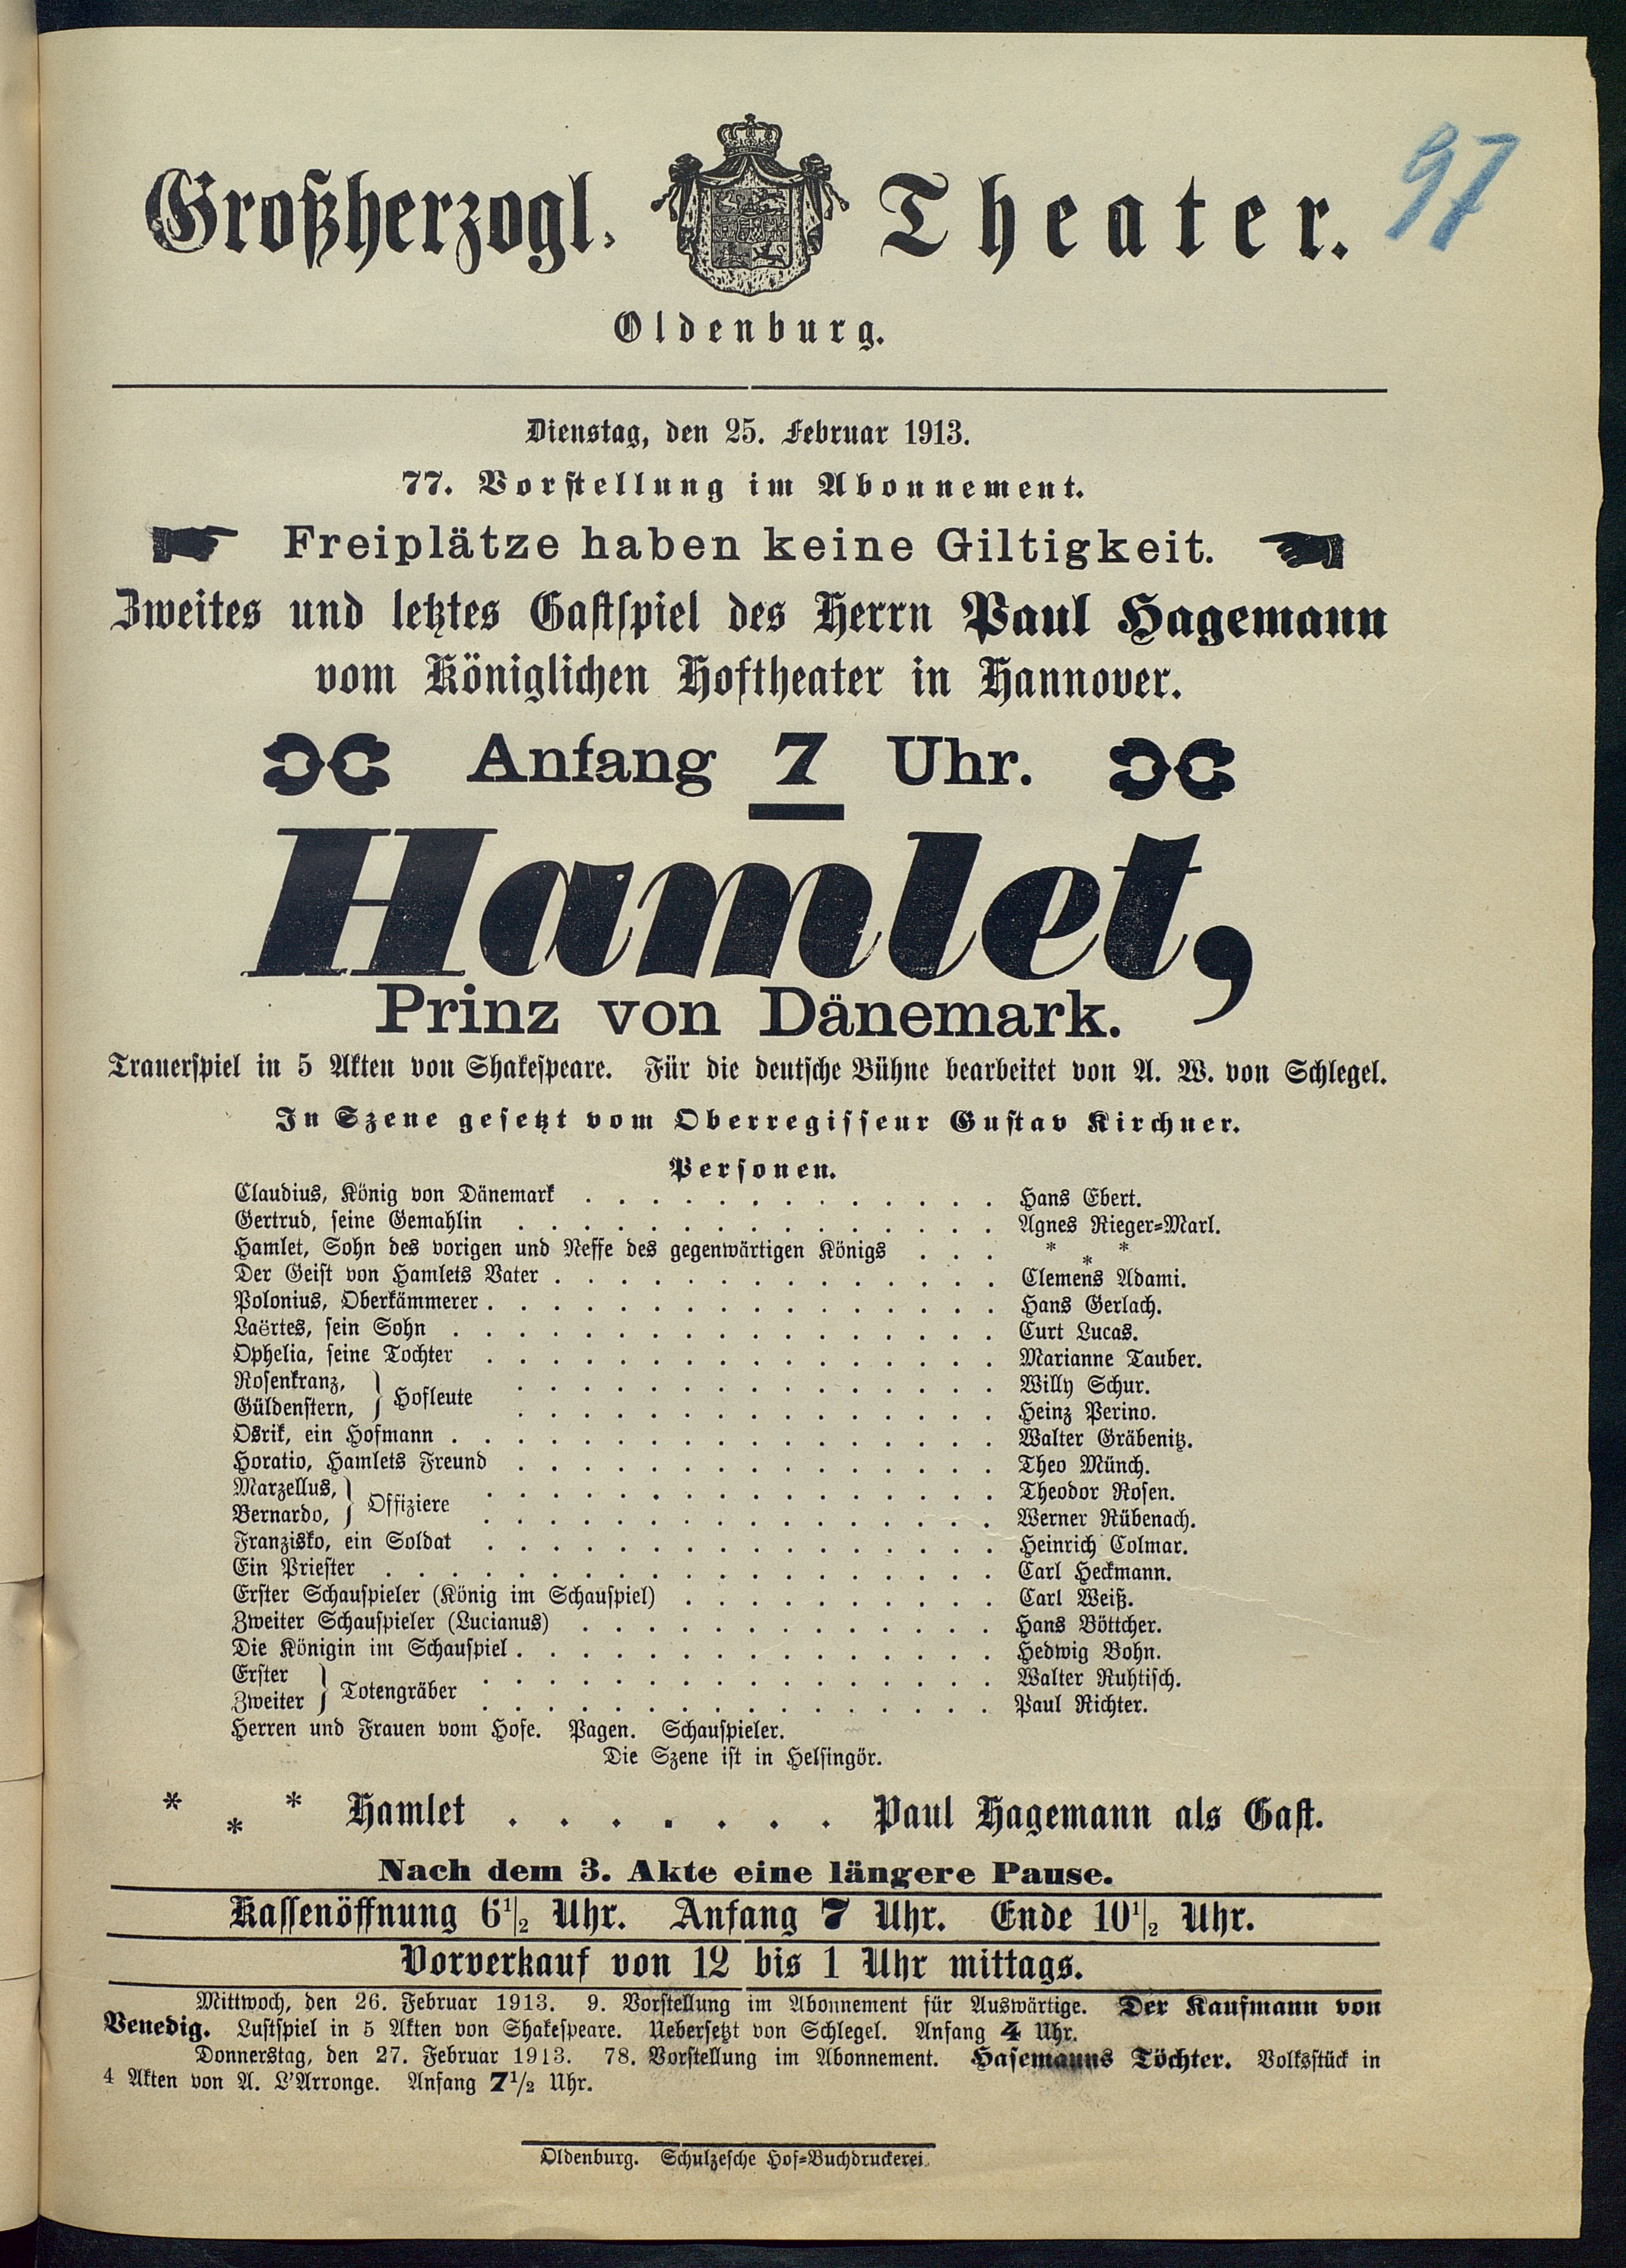 97
Großherzogl. Theater.
Oldenburg.
Dienstag, den 25. Februar 1913.
77. Vorstellung im Abonnement.
Freiplätze haben keine Giltigkeit.
Zweites und letztes Gastspiel des Herrn Paul Hagemann
vom Königlichen Hoftheater in Hannover.
Anfang 7 Uhr.
Hamlet,
Prinz von Dänemark.
Trauerspiel in 5 Akten von Shakespeare. Für die deutsche Bühne bearbeitet von A. W. von Schlegel.
In Szene gesetzt vom Oberregisseur Gustav Kirchner.
Personen.
Claudius, König von Dänemark . . . . . . . . . . . . . Hans Ebert.
Gertrud, seine Gemahlin . . . . . . . . . . . . . . . Agnes Rieger=Marl.
Hamlet, Sohn des vorigen und Neffe des gegenwärtigen Königs . . . * * *
Der Geist von Hamlets Vater . . . . . . . . . . . . . . Clemens Adami.
Polonius, Oberkämmerer . . . . . . . . . . . . . . . . Hans Gerlach.
Laërtes, sein Sohn . . . . . . . . . . . . . . . . . Curt Lucas.
Ophelia, seine Tochter . . . . . . . . . . . . . . . . Marianne Tauber.
Rosenkranz, } Hofleute . . . . . . . . . . . . . . . Willy Schur.
Güldenstern, } . . . . . . . . . . . . . . . Heinz Perino.
Osrik, ein Hofmann . . . . . . . . . . . . . . . . . Walter Gräbenitz.
Horatio, Hamlets Freund . . . . . . . . . . . . . . . Theo Münch.
Marzellus, } Offiziere . . . . . . . . . . . . . . . . Theodor Rosen.
Bernardo, } . . . . . . . . . . . . . . . . Werner Rübenach.
Franzisko, ein Soldat . . . . . . . . . . . . . . . . Heinrich Colmar.
Ein Priester . . . . . . . . . . . . . . . . . . . Carl Heckmann.
Erster Schauspieler (König im Schauspiel) . . . . . . . . . . Carl Weiß.
Zweiter Schauspieler (Lucianus) . . . . . . . . . . . . . Hans Böttcher.
Die Königin im Schauspiel . . . . . . . . . . . . . . . Hedwig Bohn.
Erster } Totengräber . . . . . . . . . . . . . . . . Walter Ruhtisch.
Zweiter } . . . . . . . . . . . . . . . . Paul Richter.
Herren und Frauen vom Hofe. Pagen. Schauspieler.
Die Szene ist in Helsingör.
* * * Hamlet . . . . . . . Paul Hagemann als Gast.
Nach dem 3. Akte eine längere Pause.
Kassenöffnung 6 1/2 Uhr. Anfang 7 Uhr. Ende 10 1/2 Uhr.
Vorverkauf von 12 bis 1 Uhr mittags.
Mittwoch, den 26. Februar 1913. 9. Vorstellung im Abonnement für Auswärtige. Der Kaufmann von
Venedig. Lustspiel in 5 Akten von Shakespeare. Uebersetzt von Schlegel. Anfang 4 Uhr.
Donnerstag, den 27. Februar 1913. 78. Vorstellung im Abonnement. Hasemanns Töchter. Volksstück in
4 Akten von A. L'Arronge. Anfang 7 1/2 Uhr.
Oldenburg. Schulzesche Hof=Buchdruckerei.